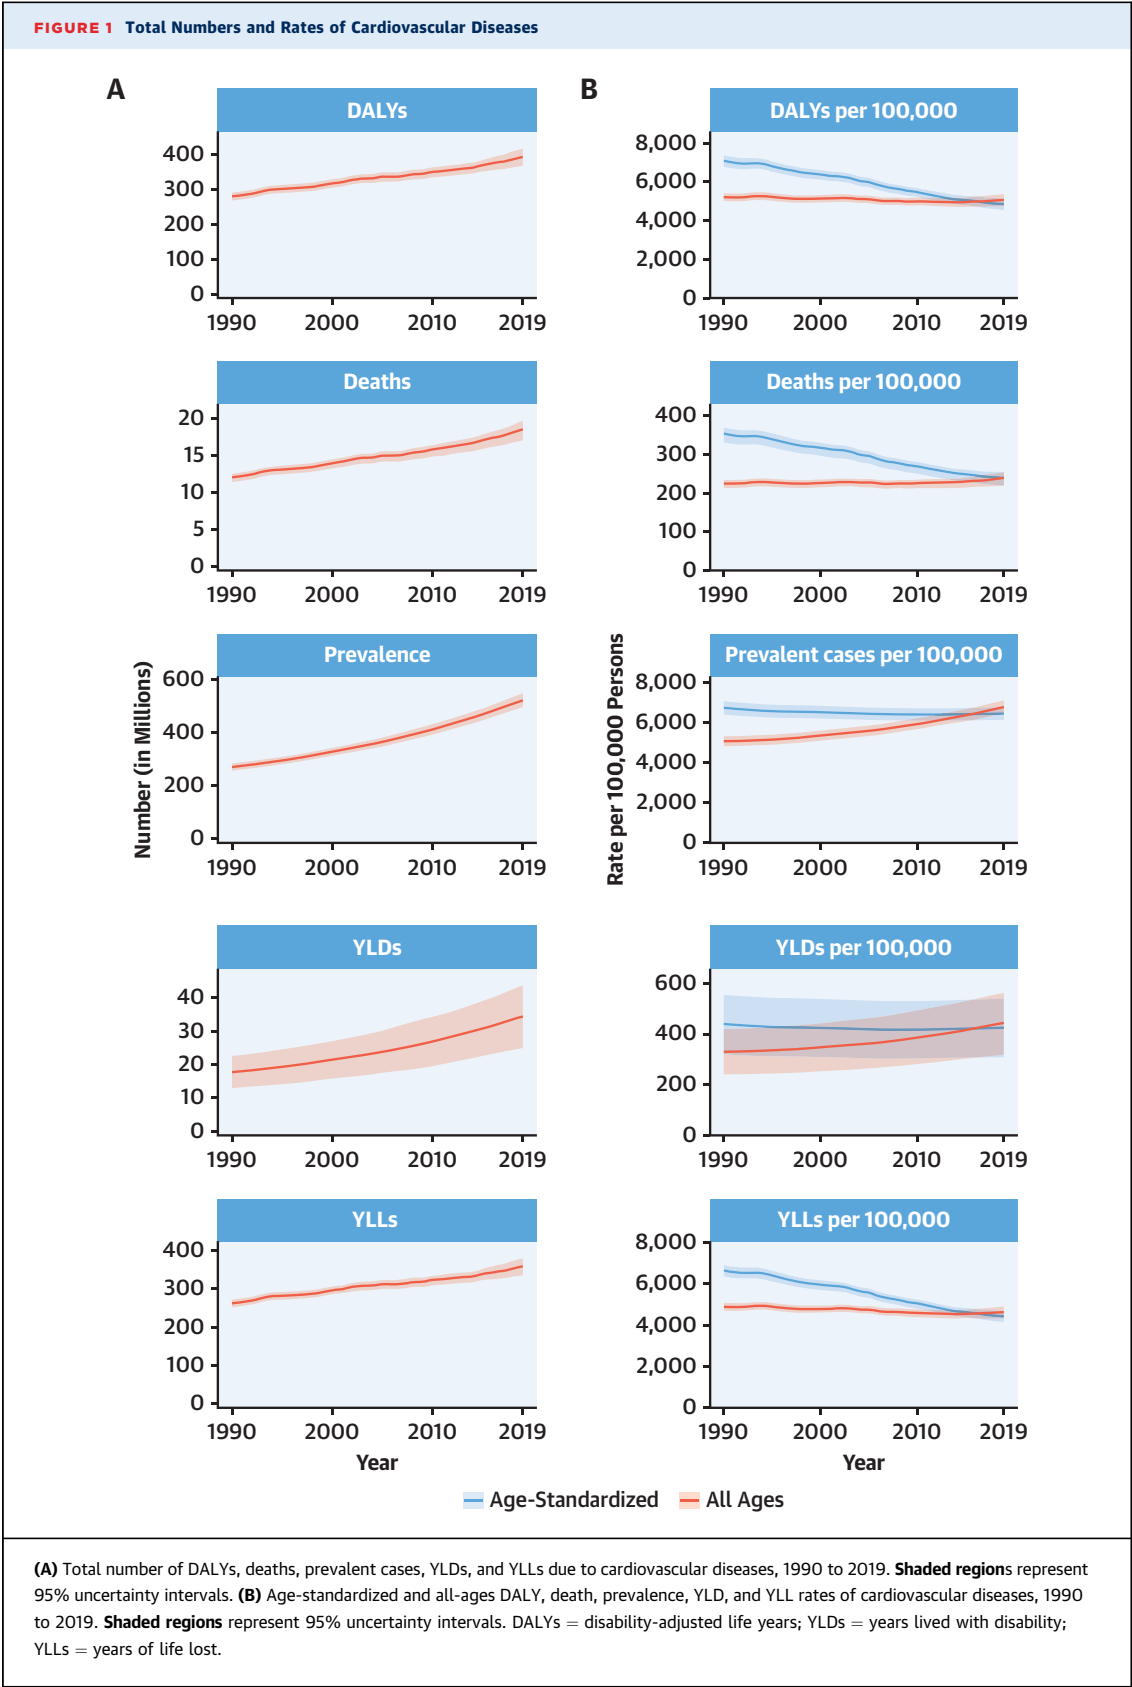 FIGURE 1 Total Numbers and Rates of Cardiovascular Diseases
A
DALYs
400
300
200
100
0
1990 2000 2010 2019
Deaths
20
15
10
5
0
1990 2000 2010 2019
Number (in Millions)
Prevalence
600
400
200
0
1990 2000 2010 2019
YLDs
40
30
20
10
0
1990 2000 2010 2019
YLLs
400
300
200
100
0
1990 2000 2010 2019
Year
B
DALYs per 100,000
8,000
6,000
4,000
2,000
0
1990 2000 2010 2019
Deaths per 100,000
400
300
200
100
0
1990 2000 2010 2019
Rate per 100,000 Persons
Prevalent cases per 100,000
8,000
6,000
4,000
2,000
0
1990 2000 2010 2019
YLDs per 100,000
600
400
200
0
1990 2000 2010 2019
YLLs per 100,000
8,000
6,000
4,000
2,000
0
1990 2000 2010 2019
Year
Age-Standardized All Ages
(A) Total number of DALYs, deaths, prevalent cases, YLDs, and YLLs due to cardiovascular diseases, 1990 to 2019. Shaded regions represent
95% uncertainty intervals. (B) Age-standardized and all-ages DALY, death, prevalence, YLD, and YLL rates of cardiovascular diseases, 1990
to 2019. Shaded regions represent 95% uncertainty intervals. DALYs = disability-adjusted life years; YLDs = years lived with disability;
YLLs = years of life lost.